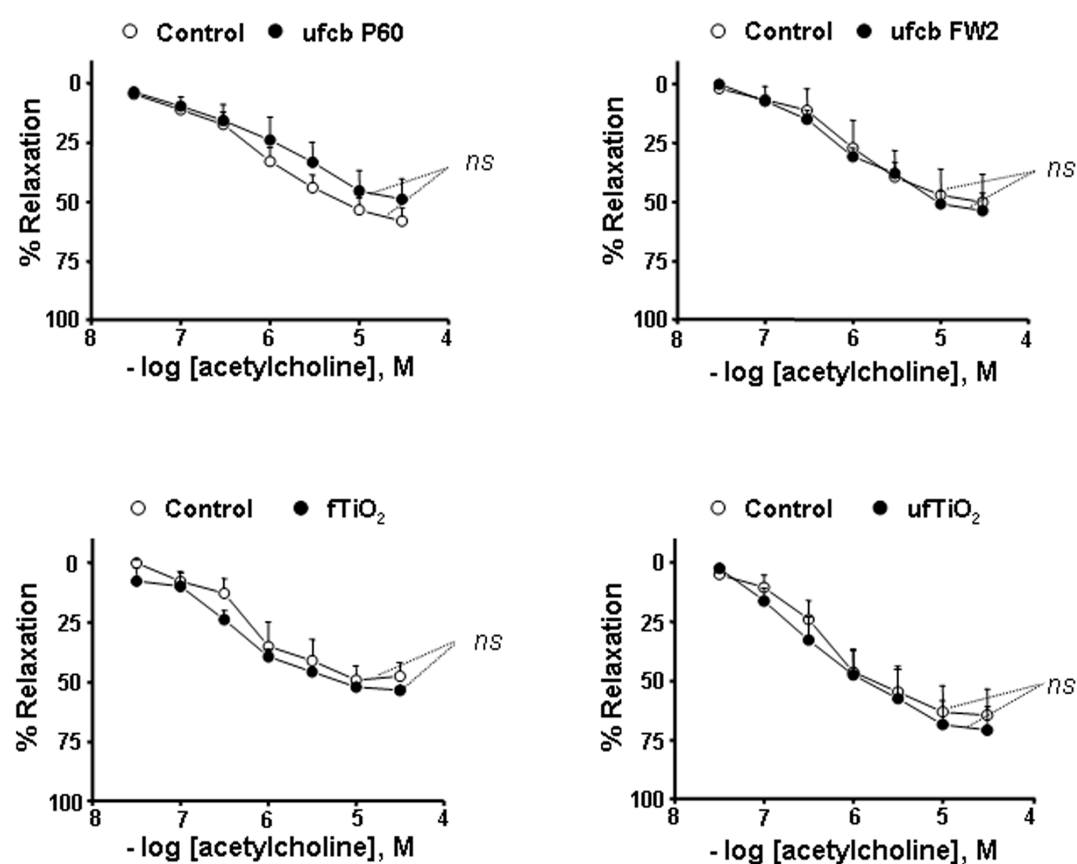 Control ufcb P60
% Relaxation
0
25
50
75
100
8 7 6 5 4
ns
- log [acetylcholine], M
Control ufcb FW2
% Relaxation
0
25
50
75
100
8 7 6 5 4
ns
- log [acetylcholine], M
Control fTiO₂
% Relaxation
0
25
50
75
100
8 7 6 5 4
ns
- log [acetylcholine], M
Control ufTiO₂
% Relaxation
0
25
50
75
100
8 7 6 5 4
ns
- log [acetylcholine], M